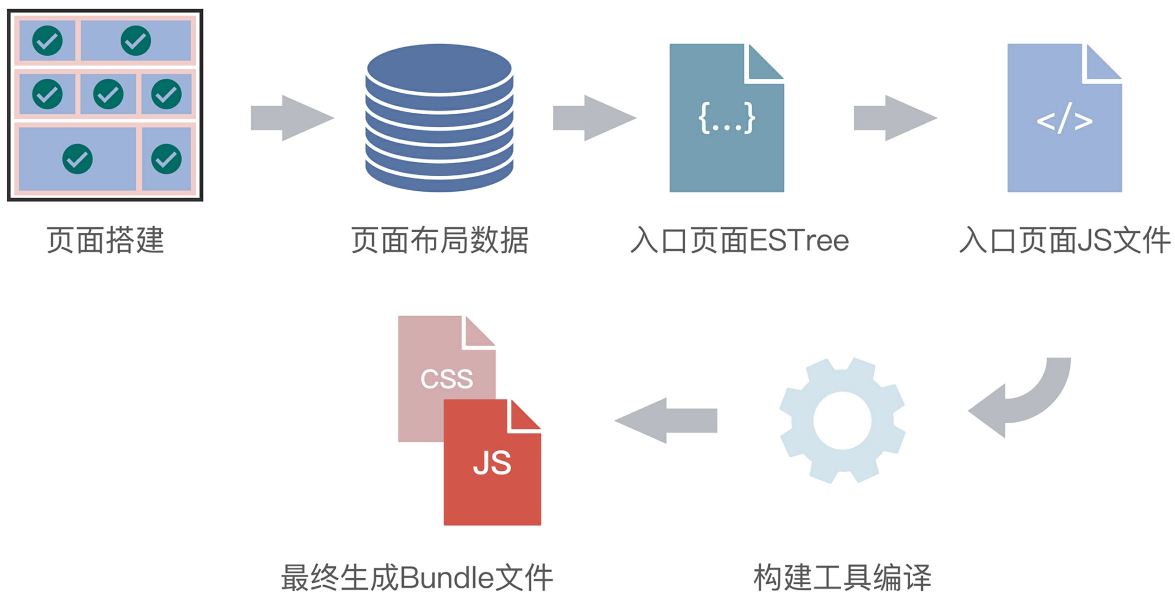 {...}
</>
页面搭建
页面布局数据
入口页面ESTree
入口页面JS文件
CSS
JS
最终生成Bundle文件
构建工具编译